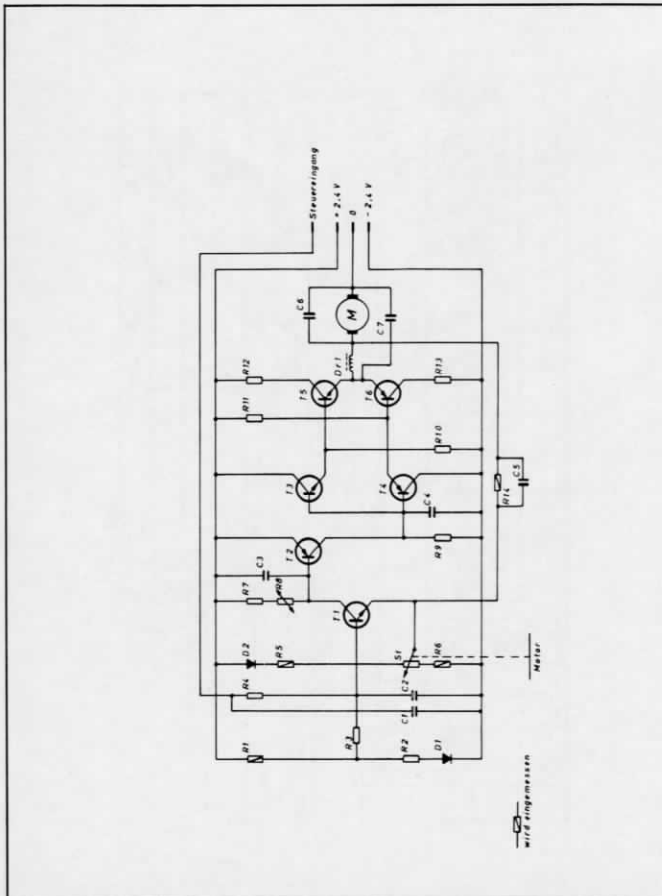 Steuereingang
+ 2,4 V
0
- 2,4 V
C6
M
C7
Dr1
R12
R11
T5
T6
R13
R10
T3
T4
C4
C5
R14
C3
T2
R9
R7
R8
T1
D2
R5
S1
R6
Motor
R4
C2
C1
R3
R1
R2
D1
wird eingemessen